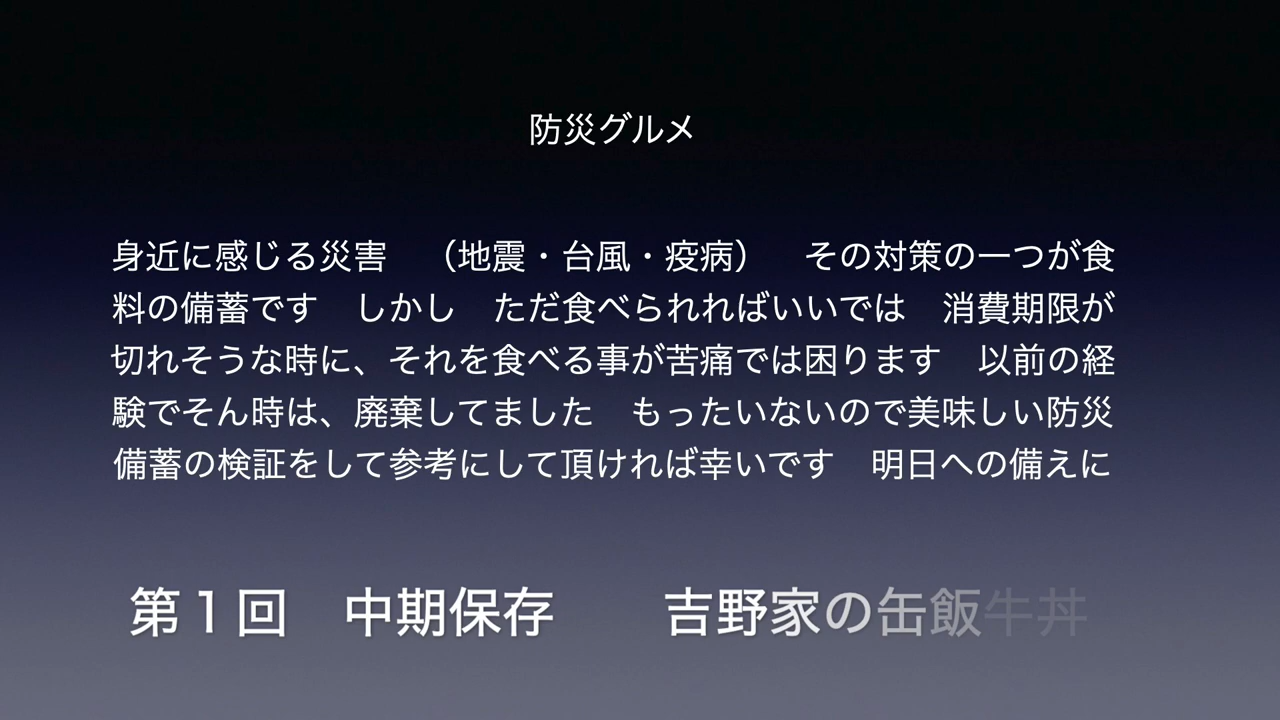 防災グルメ
身近に感じる災害　（地震・台風・疫病）　その対策の一つが食
料の備蓄です　しかし　ただ食べられればいいでは　消費期限が
切れそうな時に、それを食べる事が苦痛では困ります　以前の経
験でそん時は、廃棄してました　もったいないので美味しい防災
備蓄の検証をして参考にして頂ければ幸いです　明日への備えに
第１回　中期保存　　吉野家の缶飯牛丼